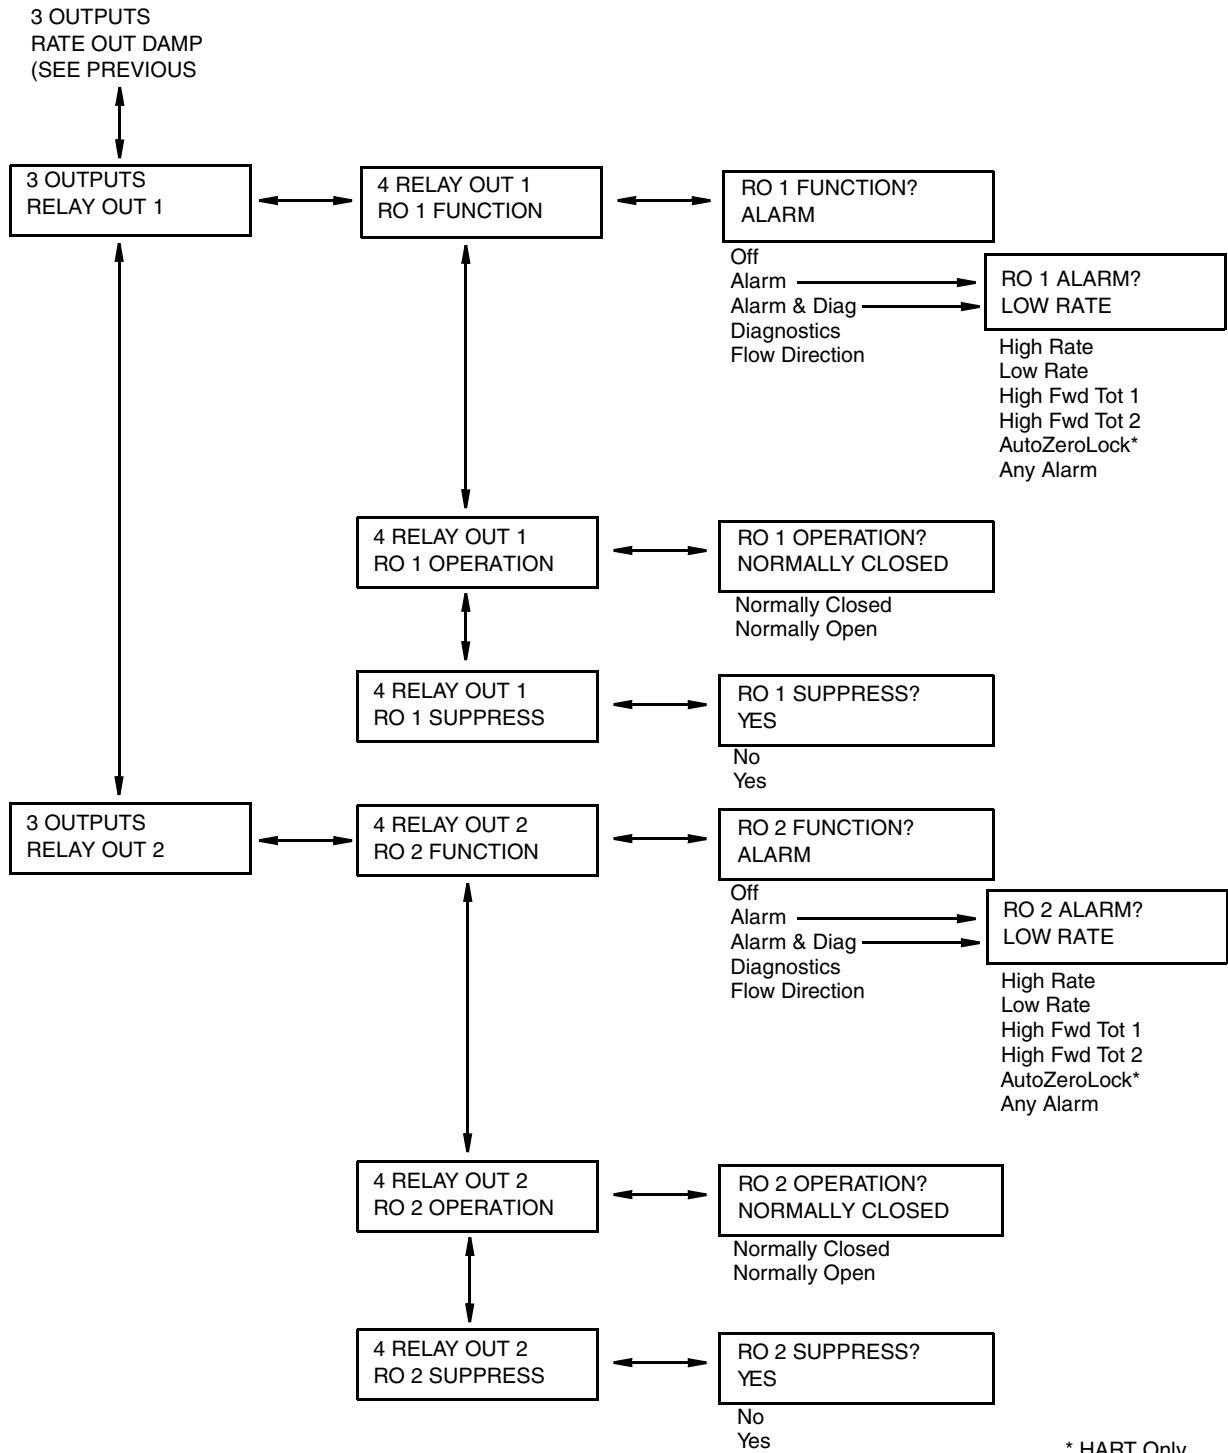 3 OUTPUTS
RATE OUT DAMP
(SEE PREVIOUS
3 OUTPUTS
RELAY OUT 1
4 RELAY OUT 1
RO 1 FUNCTION
RO 1 FUNCTION?
ALARM
Off
Alarm
Alarm & Diag
Diagnostics
Flow Direction
RO 1 ALARM?
LOW RATE
High Rate
Low Rate
High Fwd Tot 1
High Fwd Tot 2
AutoZeroLock*
Any Alarm
4 RELAY OUT 1
RO 1 OPERATION
RO 1 OPERATION?
NORMALLY CLOSED
Normally Closed
Normally Open
4 RELAY OUT 1
RO 1 SUPPRESS
RO 1 SUPPRESS?
YES
No
Yes
3 OUTPUTS
RELAY OUT 2
4 RELAY OUT 2
RO 2 FUNCTION
RO 2 FUNCTION?
ALARM
Off
Alarm
Alarm & Diag
Diagnostics
Flow Direction
RO 2 ALARM?
LOW RATE
High Rate
Low Rate
High Fwd Tot 1
High Fwd Tot 2
AutoZeroLock*
Any Alarm
4 RELAY OUT 2
RO 2 OPERATION
RO 2 OPERATION?
NORMALLY CLOSED
Normally Closed
Normally Open
4 RELAY OUT 2
RO 2 SUPPRESS
RO 2 SUPPRESS?
YES
No
Yes
* HART Only